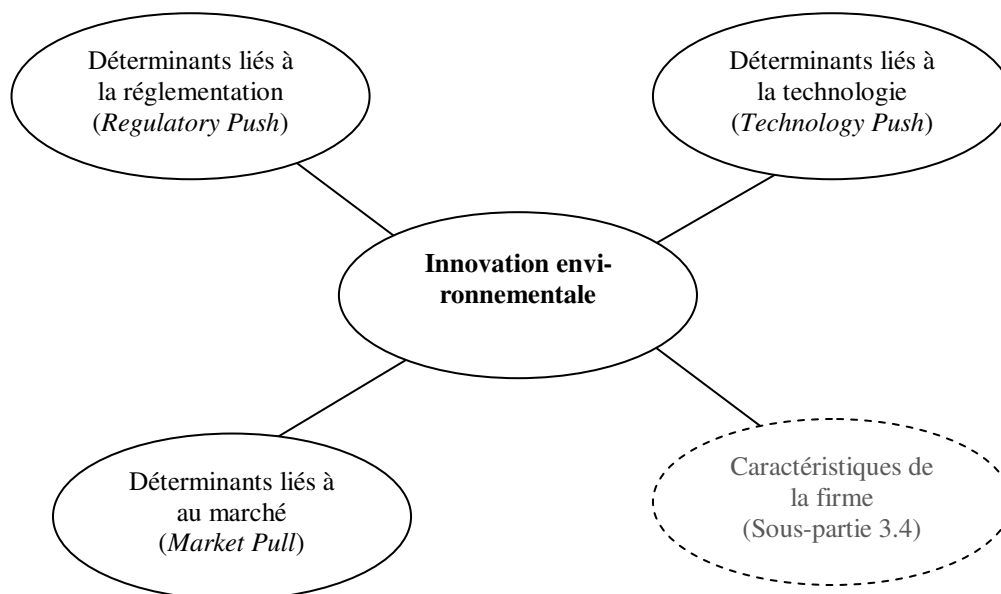 Déterminants liés à
la réglementation
(Regulatory Push)
Déterminants liés à
la technologie
(Technology Push)
Innovation envi-
ronnementale
Déterminants liés à
au marché
(Market Pull)
Caractéristiques de
la firme
(Sous-partie 3.4)